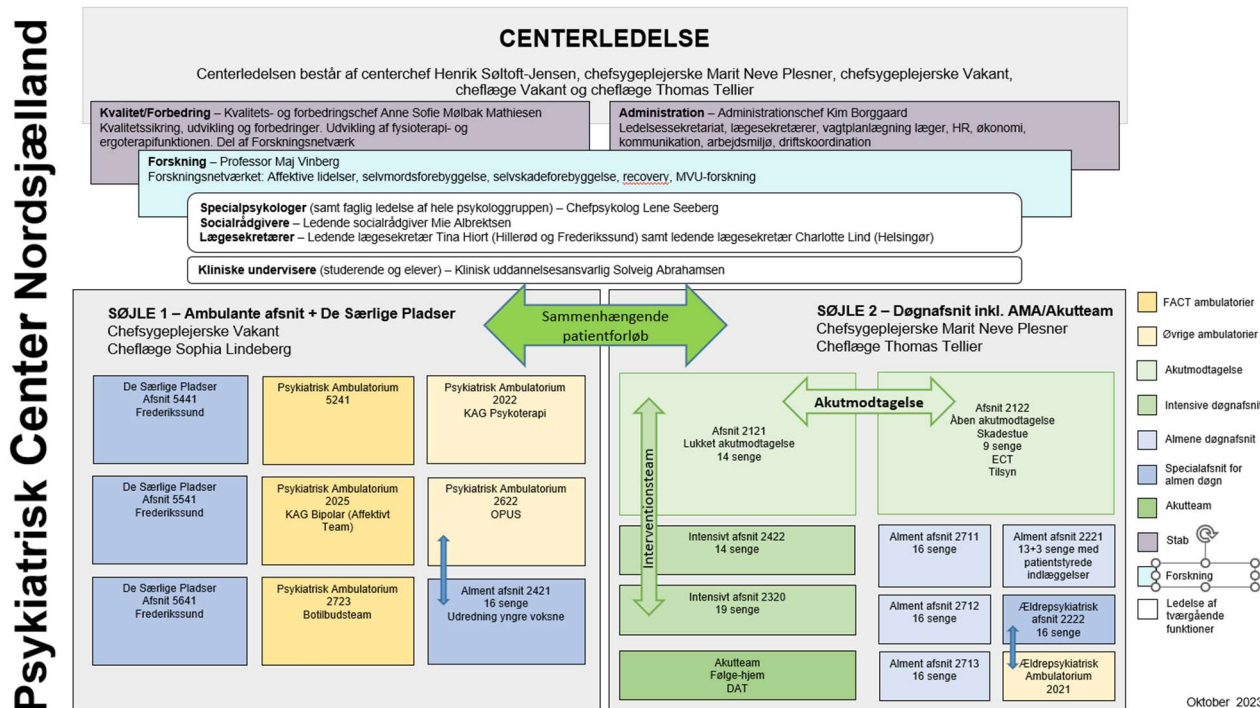 Psykiatrisk Center Nordsjælland
CENTERLEDELSE
Centerledelsen består af centerchef Henrik Søltoft-Jensen, chefsygeplejerske Marit Neve Plesner, chefsygeplejerske Vakant,
cheflæge Vakant og cheflæge Thomas Tellier
Kvalitet/Forbedring – Kvalitets- og forbedringschef Anne Sofie Mølbak Mathiesen
Kvalitetssikring, udvikling og forbedringer. Udvikling af fysioterapi- og
ergoterapifunktionen. Del af Forskningsnetværk
Administration – Administrationschef Kim Borggaard
Ledelsessekretariat, lægesekretærer, vagtplanlægning læger, HR, økonomi,
kommunikation, arbejdsmiljø, driftskoordination
Forskning – Professor Maj Vinberg
Forskningsnetværket: Affektive lidelser, selvmordsforebyggelse, selvskadeforebyggelse, recovery, MVU-forskning
Specialpsykologer (samt faglig ledelse af hele psykologgruppen) – Chefpsykolog Lene Seeberg
Socialrådgivere – Ledende socialrådgiver Mie Albrektsen
Lægesekretærer – Ledende lægesekretær Tina Hiort (Hillerød og Frederikssund) samt ledende lægesekretær Charlotte Lind (Helsingør)
Kliniske undervisere (studerende og elever) – Klinisk uddannelsesansvarlig Solveig Abrahamsen
SØJLE 1 – Ambulante afsnit + De Særlige Pladser
Chefsygeplejerske Vakant
Cheflæge Sophia Lindeberg
Sammenhængende
patientforløb
SØJLE 2 – Døgnafsnit inkl. AMA/Akutteam
Chefsygeplejerske Marit Neve Plesner
Cheflæge Thomas Tellier
De Særlige Pladser
Afsnit 5441
Frederikssund
Psykiatrisk Ambulatorium
5241
Psykiatrisk Ambulatorium
2022
KAG Psykoterapi
De Særlige Pladser
Afsnit 5541
Frederikssund
Psykiatrisk Ambulatorium
2025
KAG Bipolar (Affektivt
Team)
Psykiatrisk Ambulatorium
2622
OPUS
De Særlige Pladser
Afsnit 5641
Frederikssund
Psykiatrisk Ambulatorium
2723
Botilbudsteam
Alment afsnit 2421
16 senge
Udredning yngre voksne
Akutmodtagelse
Interventionsteam
Afsnit 2121
Lukket akutmodtagelse
14 senge
Afsnit 2122
Åben akutmodtagelse
Skadestue
9 senge
ECT
Tilsyn
Intensivt afsnit 2422
14 senge
Alment afsnit 2711
16 senge
Alment afsnit 2221
13+3 senge med
patientstyrede
indlæggelser
Intensivt afsnit 2320
19 senge
Alment afsnit 2712
16 senge
Ældrepsykiatrisk
afsnit 2222
16 senge
Akutteam
Følge-hjem
DAT
Alment afsnit 2713
16 senge
Ældrepsykiatrisk
Ambulatorium
2021
FACT ambulatorier
Øvrige ambulatorier
Akutmodtagelse
Intensive døgnafsnit
Almene døgnafsnit
Specialafsnit for
almen døgn
Akutteam
Stab
Forskning
Ledelse af
tværgående
funktioner
Oktober 2023